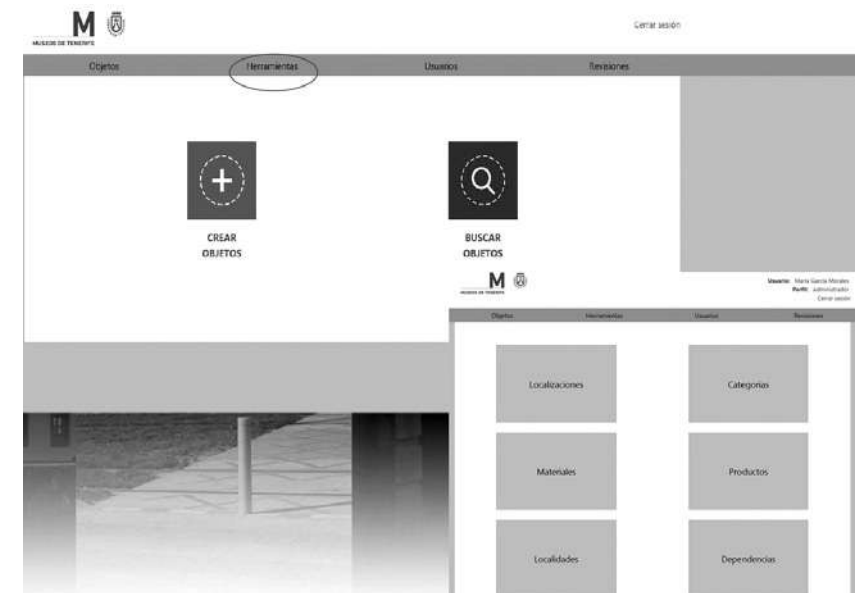 M
MUSEOS DE TENERIFE
Cerrar sesión
Objetos Herramientas Usuarios Revisiones
CREAR
OBJETOS
BUSCAR
OBJETOS
M
MUSEOS DE TENERIFE
Usuario: María García Morales
Perfil: administrador
Cerrar sesión
Objetos Herramientas Usuarios Revisiones
Localizaciones Categorías
Materiales Productos
Localidades Dependencias